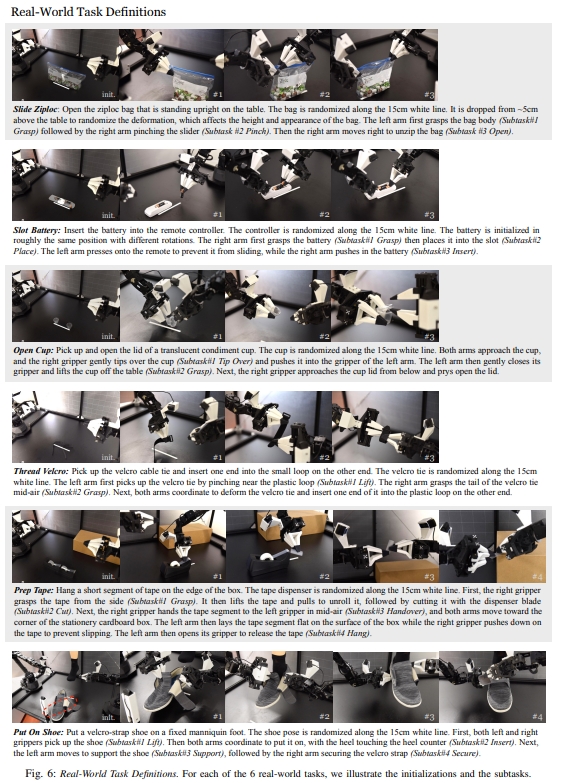 Real-World Task Definitions
init. #1 #2 #3
Slide Ziploc: Open the ziploc bag that is standing upright on the table. The bag is randomized along the 15cm white line. It is dropped from ~5cm
above the table to randomize the deformation, which affects the height and appearance of the bag. The left arm first grasps the bag body (Subtask#1
Grasp) followed by the right arm pinching the slider (Subtask #2 Pinch). Then the right arm moves right to unzip the bag (Subtask #3 Open).
init. #1 #2 #3
Slot Battery: Insert the battery into the remote controller. The controller is randomized along the 15cm white line. The battery is initialized in
roughly the same position with different rotations. The right arm first grasps the battery (Subtask#1 Grasp) then places it into the slot (Subtask#2
Place). The left arm presses onto the remote to prevent it from sliding, while the right arm pushes in the battery (Subtask#3 Insert).
init. #1 #2 #3
Open Cup: Pick up and open the lid of a translucent condiment cup. The cup is randomized along the 15cm white line. Both arms approach the cup,
and the right gripper gently tips over the cup (Subtask#1 Tip Over) and pushes it into the gripper of the left arm. The left arm then gently closes its
gripper and lifts the cup off the table (Subtask#2 Grasp). Next, the right gripper approaches the cup lid from below and prys open the lid.
init. #1 #2 #3
Thread Velcro: Pick up the velcro cable tie and insert one end into the small loop on the other end. The velcro tie is randomized along the 15cm
white line. The left arm first picks up the velcro tie by pinching near the plastic loop (Subtask#1 Lift). The right arm grasps the tail of the velcro tie
mid-air (Subtask#2 Grasp). Next, both arms coordinate to deform the velcro tie and insert one end of it into the plastic loop on the other end.
init. #1 #2 #3 #4
Prep Tape: Hang a short segment of tape on the edge of the box. The tape dispenser is randomized along the 15cm white line. First, the right gripper
grasps the tape from the side (Subtask#1 Grasp). It then lifts the tape and pulls to unroll it, followed by cutting it with the dispenser blade
(Subtask#2 Cut). Next, the right gripper hands the tape segment to the left gripper in mid-air (Subtask#3 Handover), and both arms move toward the
corner of the stationary cardboard box. The left arm then lays the tape segment flat on the surface of the box while the right gripper pushes down on
the tape to prevent slipping. The left arm then opens its gripper to release the tape (Subtask#4 Hang).
init. #1 #2 #3 #4
Put On Shoe: Put a velcro-strap shoe on a fixed manniquin foot. The shoe pose is randomized along the 15cm white line. First, both left and right
grippers pick up the shoe (Subtask#1 Lift). Then both arms coordinate to put it on, with the heel touching the heel counter (Subtask#2 Insert). Next,
the left arm moves to support the shoe (Subtask#3 Support), followed by the right arm securing the velcro strap (Subtask#4 Secure).
Fig. 6: Real-World Task Definitions. For each of the 6 real-world tasks, we illustrate the initializations and the subtasks.